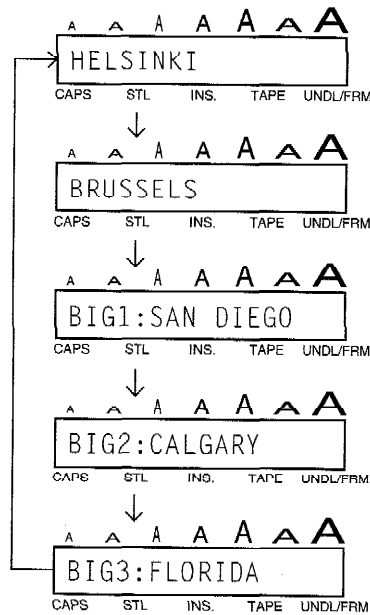 A A A A A A A
HELSINKI
CAPS STL INS. TAPE UNDL/FRM
A A A A A A A
BRUSSELS
CAPS STL INS. TAPE UNDL/FRM
A A A A A A A
BIG1:SAN DIEGO
CAPS STL INS. TAPE UNDL/FRM
A A A A A A A
BIG2:CALGARY
CAPS STL INS. TAPE UNDL/FRM
A A A A A A A
BIG3:FLORIDA
CAPS STL INS. TAPE UNDL/FRM